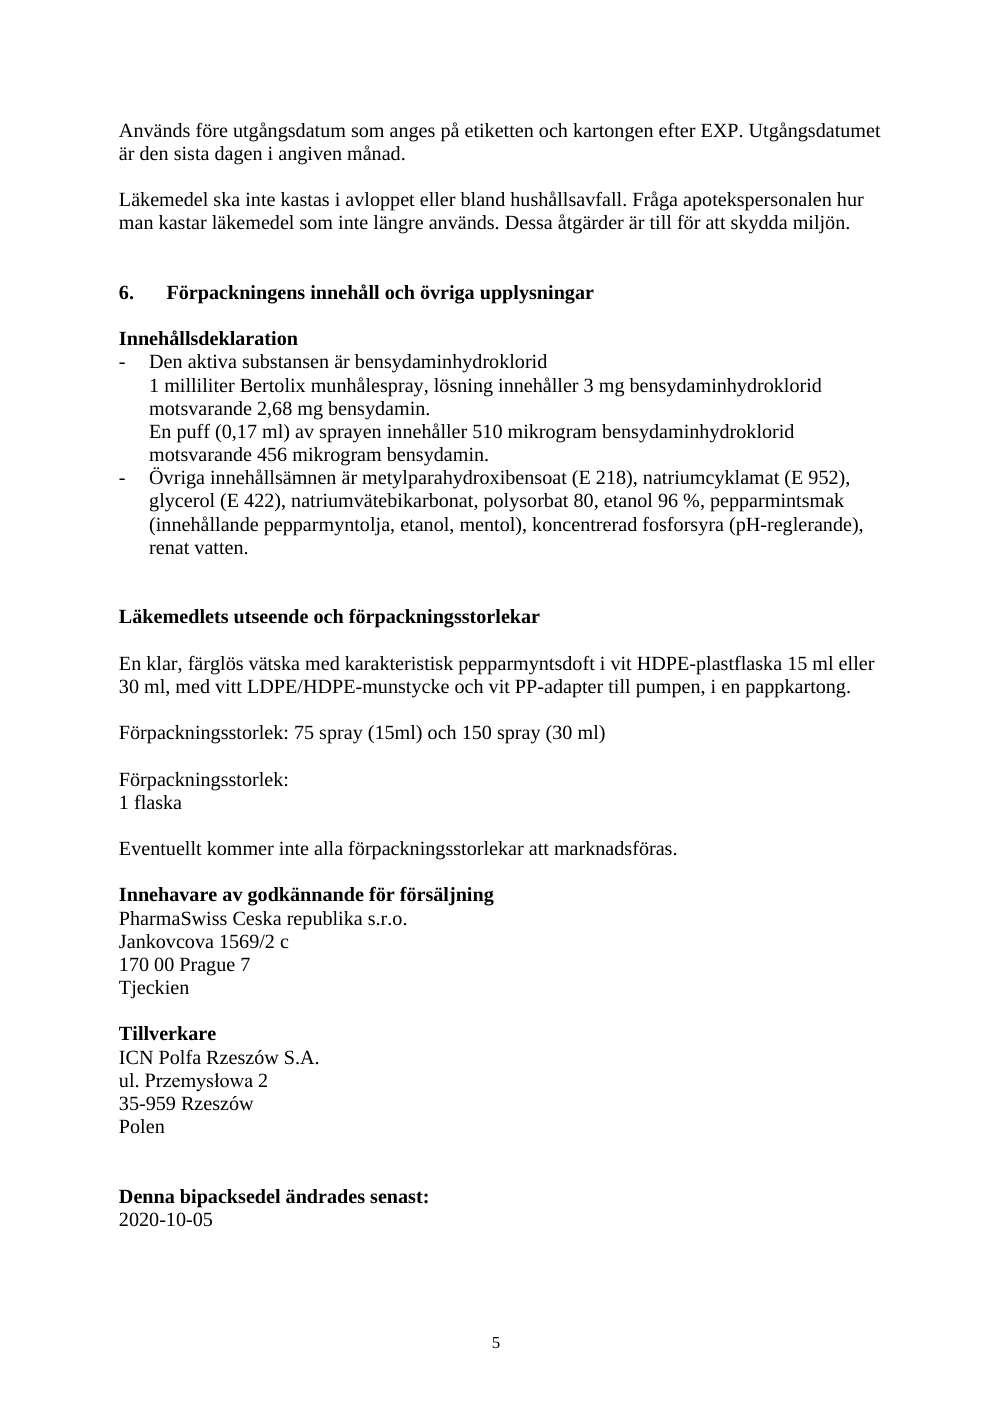 Används före utgångsdatum som anges på etiketten och kartongen efter EXP. Utgångsdatumet
är den sista dagen i angiven månad.
Läkemedel ska inte kastas i avloppet eller bland hushållsavfall. Fråga apotekspersonalen hur
man kastar läkemedel som inte längre används. Dessa åtgärder är till för att skydda miljön.
6. Förpackningens innehåll och övriga upplysningar
Innehållsdeklaration
- Den aktiva substansen är bensydaminhydroklorid
1 milliliter Bertolix munhålespray, lösning innehåller 3 mg bensydaminhydroklorid
motsvarande 2,68 mg bensydamin.
En puff (0,17 ml) av sprayen innehåller 510 mikrogram bensydaminhydroklorid
motsvarande 456 mikrogram bensydamin.
- Övriga innehållsämnen är metylparahydroxibensoat (E 218), natriumcyklamat (E 952),
glycerol (E 422), natriumvätebikarbonat, polysorbat 80, etanol 96 %, pepparmintsmak
(innehållande pepparmyntolja, etanol, mentol), koncentrerad fosforsyra (pH-reglerande),
renat vatten.
Läkemedlets utseende och förpackningsstorlekar
En klar, färglös vätska med karakteristisk pepparmyntsdoft i vit HDPE-plastflaska 15 ml eller
30 ml, med vitt LDPE/HDPE-munstycke och vit PP-adapter till pumpen, i en pappkartong.
Förpackningsstorlek: 75 spray (15ml) och 150 spray (30 ml)
Förpackningsstorlek:
1 flaska
Eventuellt kommer inte alla förpackningsstorlekar att marknadsföras.
Innehavare av godkännande för försäljning
PharmaSwiss Ceska republika s.r.o.
Jankovcova 1569/2 c
170 00 Prague 7
Tjeckien
Tillverkare
ICN Polfa Rzeszów S.A.
ul. Przemysłowa 2
35-959 Rzeszów
Polen
Denna bipacksedel ändrades senast:
2020-10-05
5